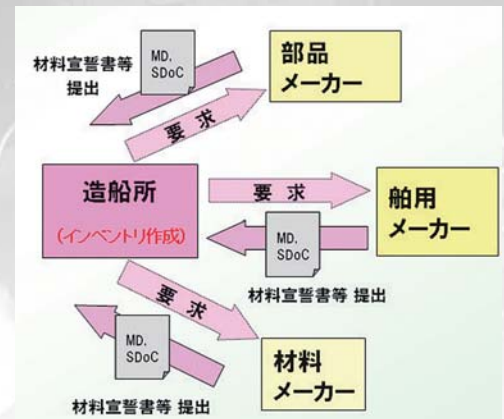 材料宣誓書等
提出
MD.
SDoC
部品
メーカー
要 求
造船所
(インベントリ作成)
要 求
舶用
メーカー
MD.
SDoC
材料宣誓書等 提出
要 求
MD.
SDoC
材料
メーカー
材料宣誓書等 提出